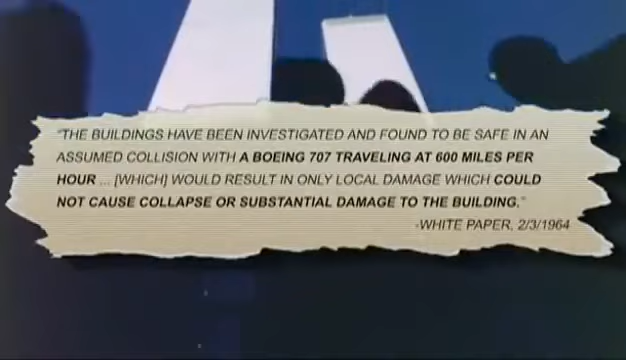 "THE BUILDINGS HAVE BEEN INVESTIGATED AND FOUND TO BE SAFE IN AN
ASSUMED COLLISION WITH A BOEING 707 TRAVELING AT 600 MILES PER
HOUR ... [WHICH] WOULD RESULT IN ONLY LOCAL DAMAGE WHICH COULD
NOT CAUSE COLLAPSE OR SUBSTANTIAL DAMAGE TO THE BUILDING."
-WHITE PAPER, 2/3/1964